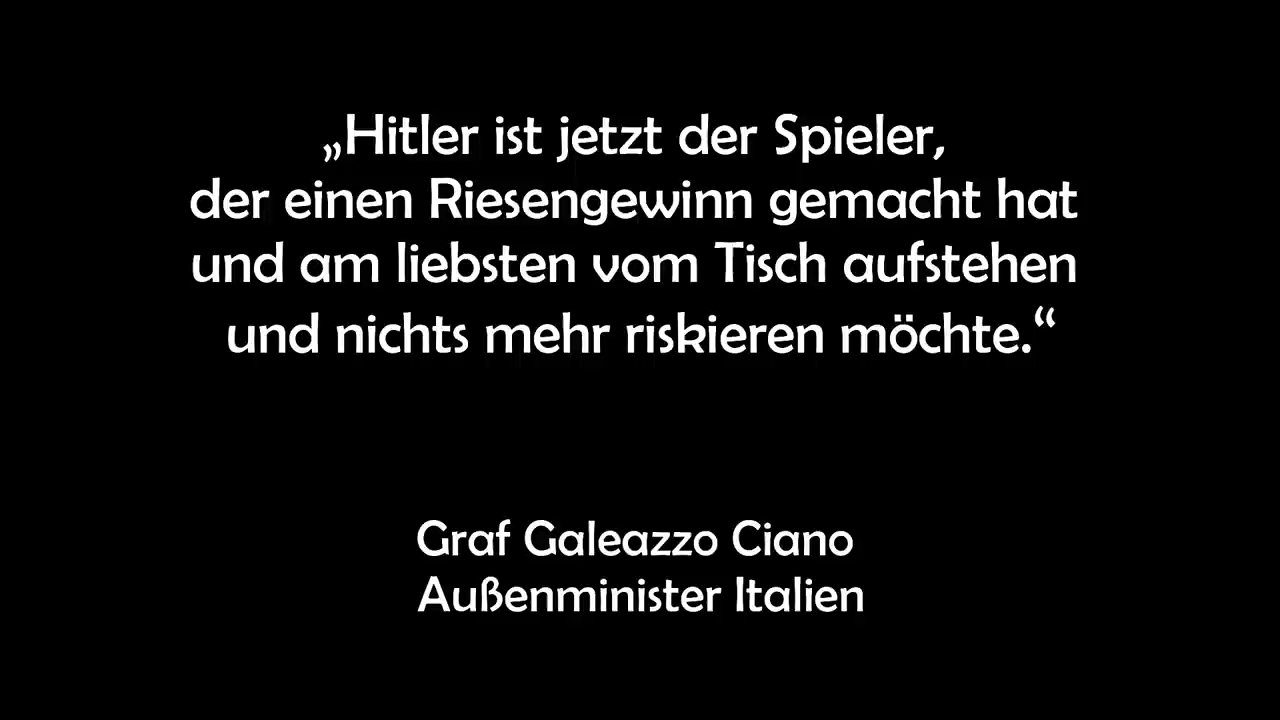 „Hitler ist jetzt der Spieler,
der einen Riesengewinn gemacht hat
und am liebsten vom Tisch aufstehen
und nichts mehr riskieren möchte.“
Graf Galeazzo Ciano
Außenminister Italien